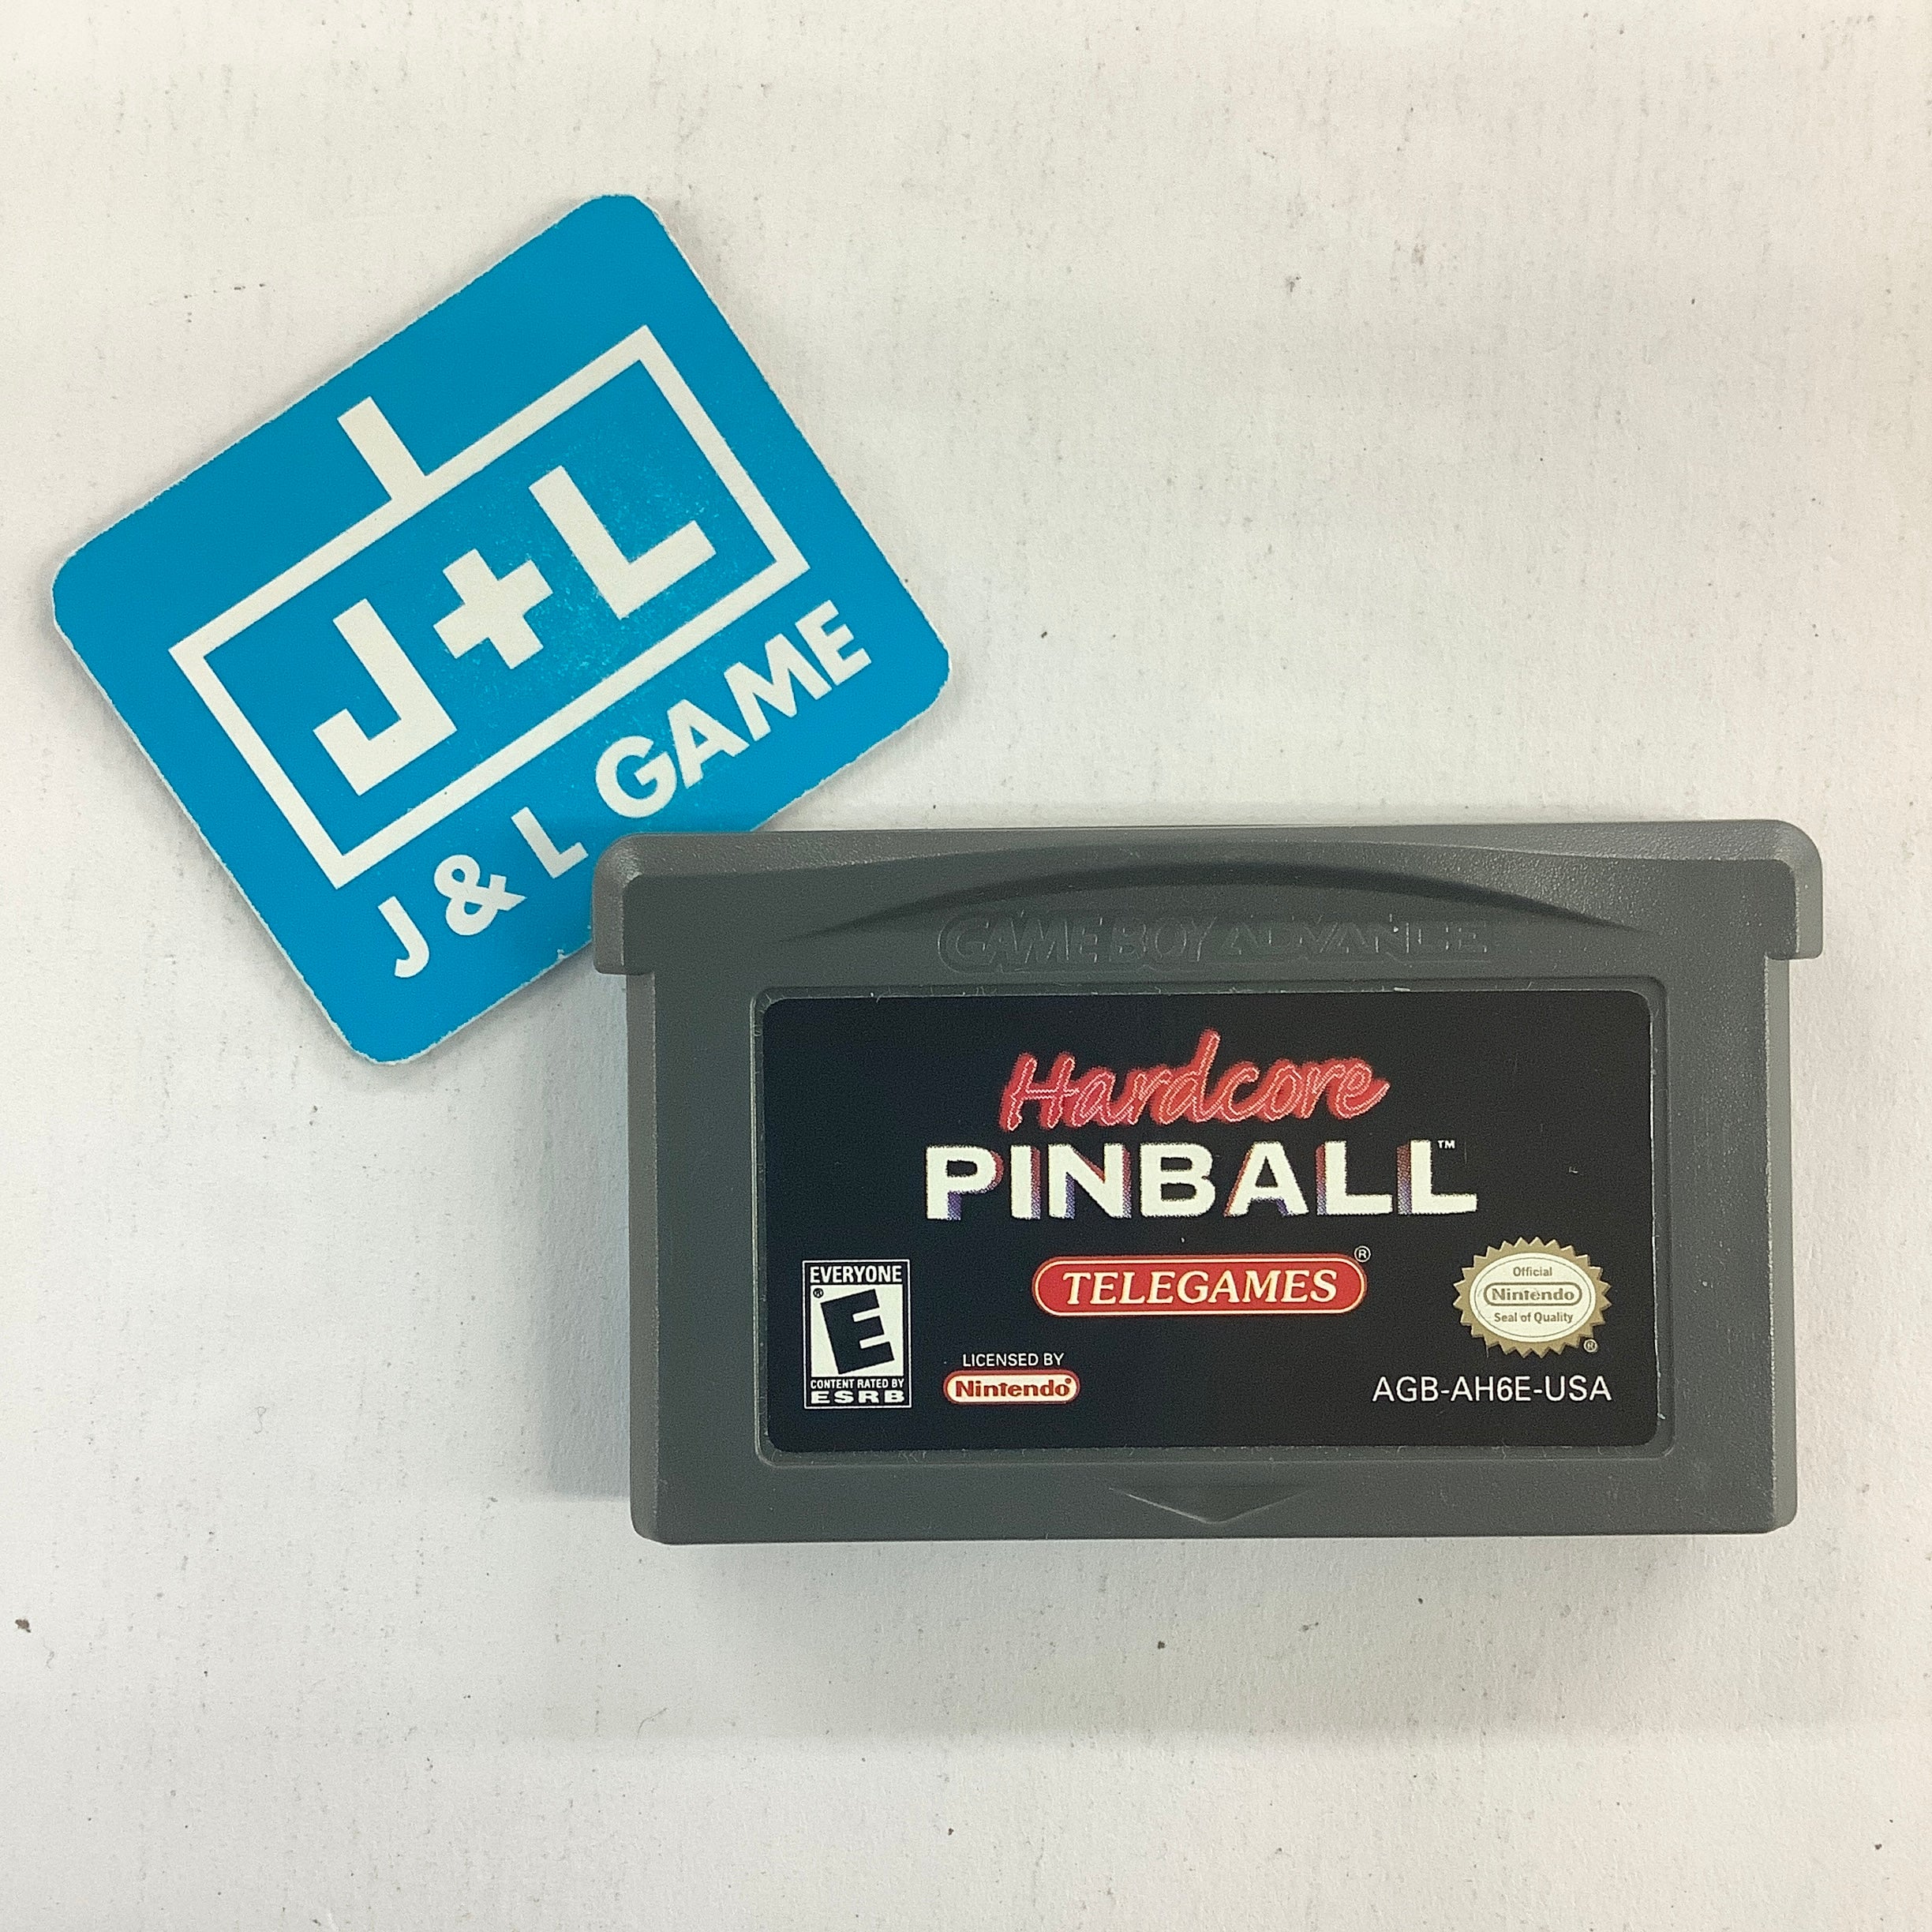 J+L
J & L GAME
GAME BOY ADVANCE
Hardcore
PINBALL™
TELEGAMES®
EVERYONE
E®
CONTENT RATED BY
ESRB
LICENSED BY
Nintendo®
Official
Nintendo
Seal of Quality
®
AGB-AH6E-USA